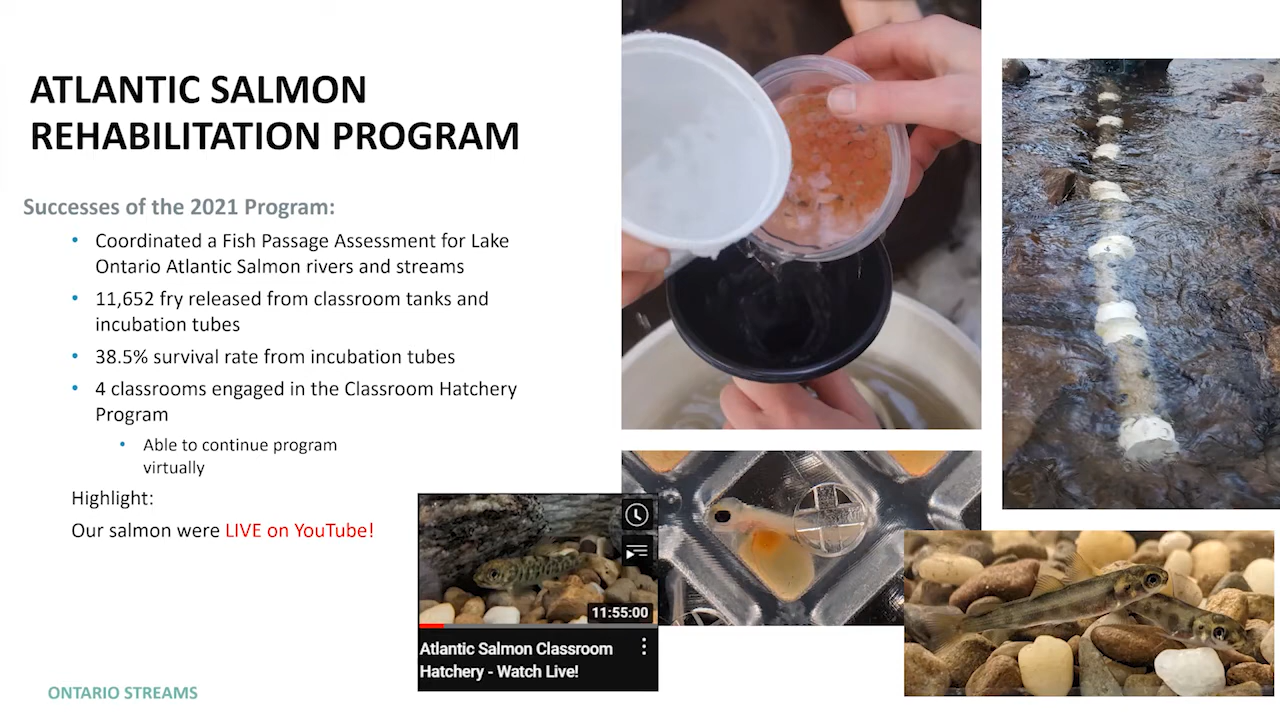 ATLANTIC SALMON
REHABILITATION PROGRAM
Successes of the 2021 Program:
• Coordinated a Fish Passage Assessment for Lake
Ontario Atlantic Salmon rivers and streams
• 11,652 fry released from classroom tanks and
incubation tubes
• 38.5% survival rate from incubation tubes
• 4 classrooms engaged in the Classroom Hatchery
Program
• Able to continue program
virtually
Highlight:
Our salmon were LIVE on YouTube!
11:55:00
Atlantic Salmon Classroom
Hatchery - Watch Live!
ONTARIO STREAMS